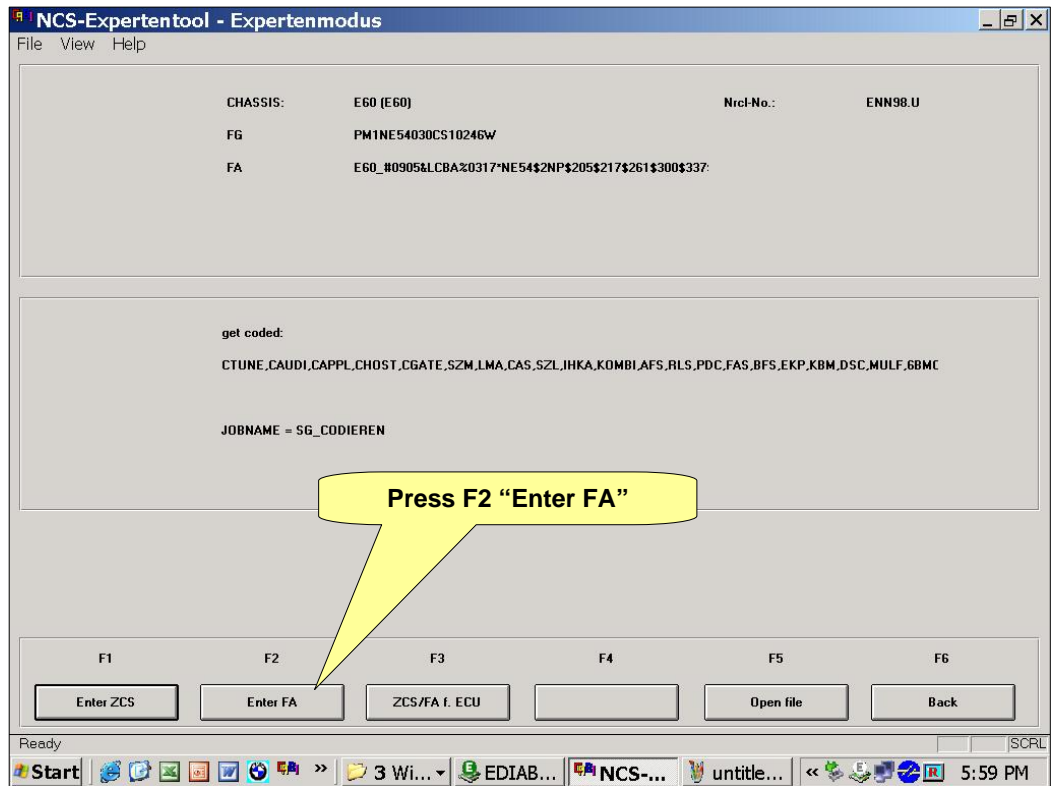 NCS-Expertentool - Expertenmodus
File View Help
CHASSIS: E60 (E60) Nrcl-No.: ENN98.U
FG PM1NE54030CS10246W
FA E60_#0905&LCBA%0317*NE54$2NP$205$217$261$300$337:
get coded:
CTUNE,CAUDI,CAPPL,CHOST,CGATE,SZM,LMA,CAS,SZL,IHKA,KOMBI,AFS,RLS,PDC,FAS,BFS,EKP,KBM,DSC,MULF,6BMC
JOBNAME = SG_CODIEREN
Press F2 “Enter FA”
F1 F2 F3 F4 F5 F6
Enter ZCS Enter FA ZCS/FA f. ECU Open file Back
Ready SCRL
Start » 3 Wi... EDIAB... NCS-... untitle... « 5:59 PM